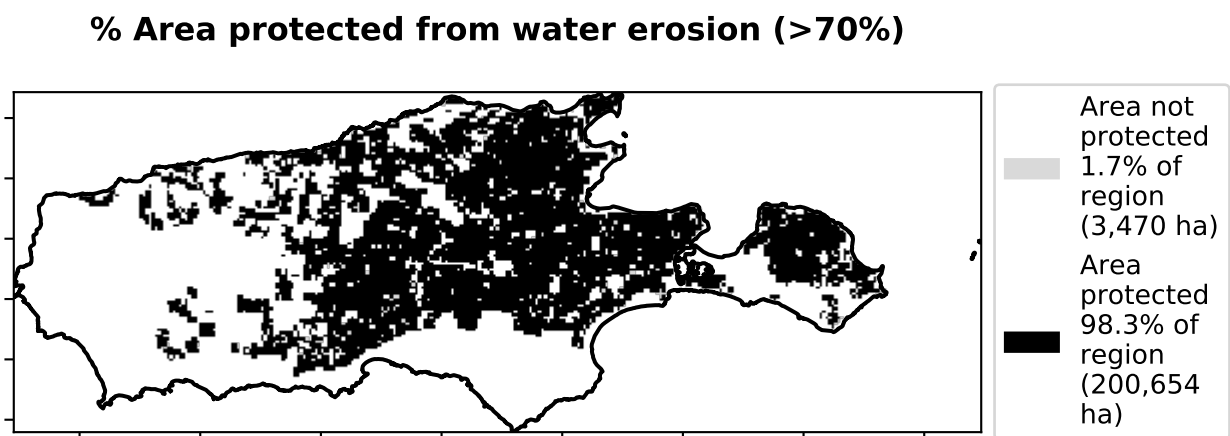 % Area protected from water erosion (>70%)
Area not
protected
1.7% of
region
(3,470 ha)
Area
protected
98.3% of
region
(200,654
ha)